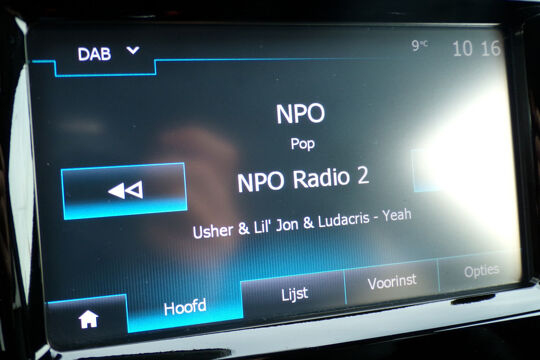 DAB
9°C
10 16
NPO
Pop
NPO Radio 2
Usher & Lil' Jon & Ludacris - Yeah
Hoofd
Lijst
Voorinst
Opties